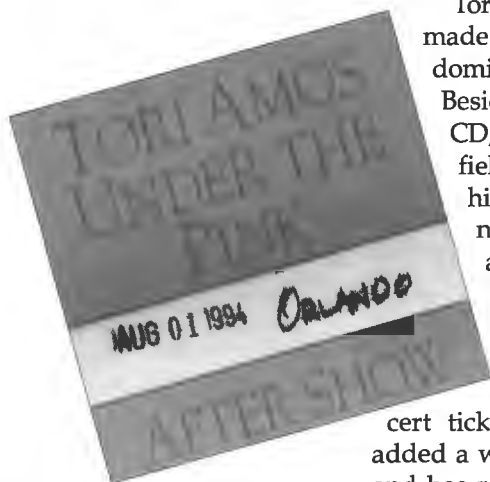 TORI AMOS
UNDER THE
PINK
AUG 01 1994 ORLANDO
AFTER SHOW
Tor
made
domi
Besi
CD,
fiel
hi
n
a
cert tick
added a w